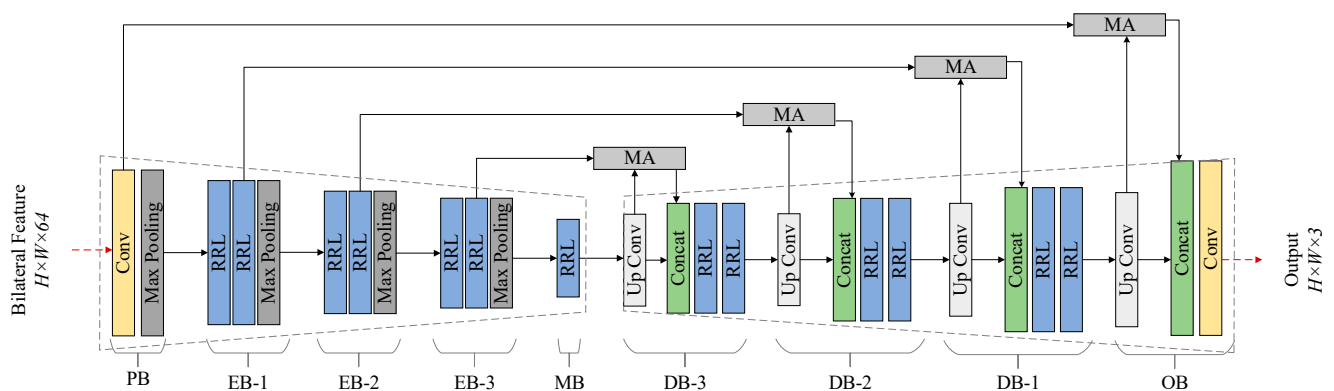 MA
MA
MA
MA
Bilateral Feature
H×W×64
Conv
Max Pooling
RRL
RRL
Max Pooling
RRL
RRL
Max Pooling
RRL
RRL
Max Pooling
RRL
Up Conv
Concat
RRL
RRL
Up Conv
Concat
RRL
RRL
Up Conv
Concat
RRL
RRL
Up Conv
Concat
Conv
Output
H×W×3
PB
EB-1
EB-2
EB-3
MB
DB-3
DB-2
DB-1
OB